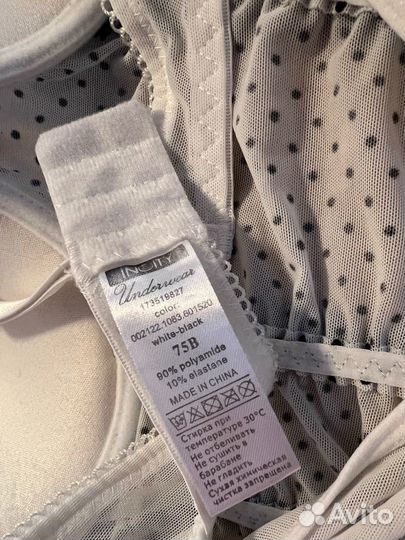 INCITY
Underwear
173519827
color:
002122.1083.601520
white-black
75B
90% polyamide
10% elastane
MADE IN CHINA
Стирка при
температуре 30°С
Не отбеливать
Не сушить в
барабане
Не гладить
Сухая химическая
чистка запрещена
Avito